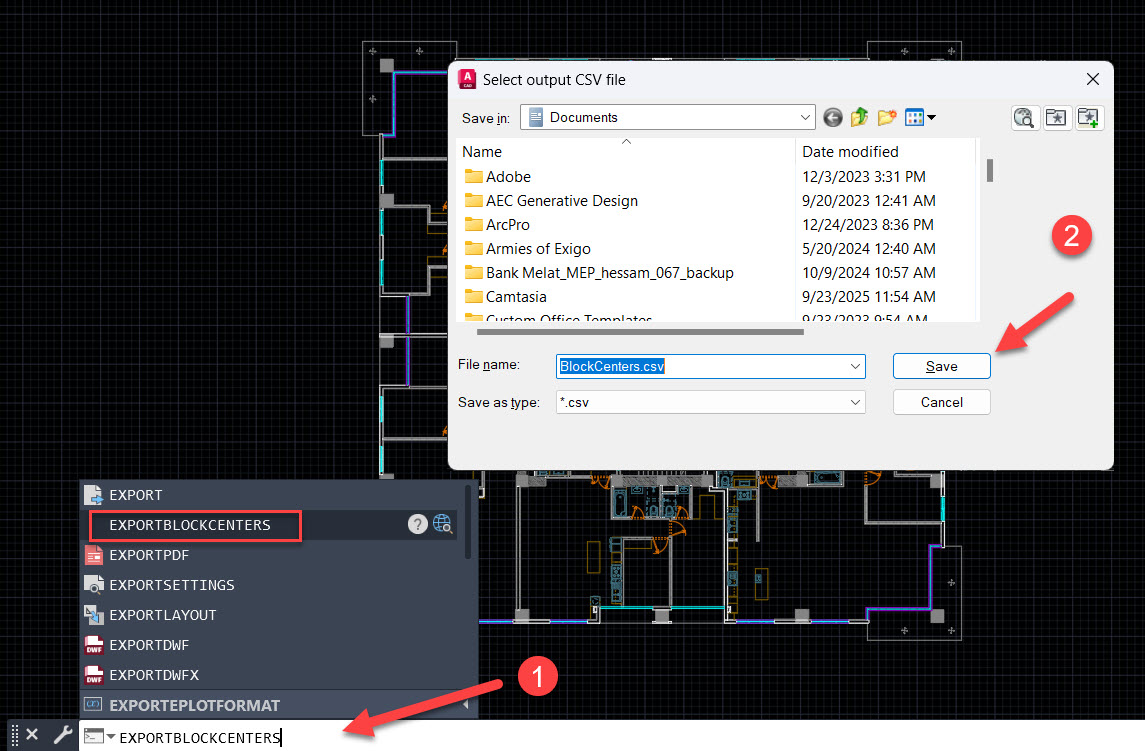 Select output CSV file
Save in:
Documents
Name Date modified
Adobe 12/3/2023 3:31 PM
AEC Generative Design 9/20/2023 12:41 AM
ArcPro 12/24/2023 8:36 PM
Armies of Exigo 5/20/2024 12:40 AM
Bank Melat_MEP_hessam_067_backup 10/9/2024 10:57 AM
Camtasia 9/23/2025 11:54 AM
Custom Office Templates 9/23/2023 9:54 AM
File name: BlockCenters.csv Save
Save as type: *.csv Cancel
2
EXPORT
EXPORTBLOCKCENTERS
EXPORTPDF
EXPORTSETTINGS
EXPORTLAYOUT
EXPORTDWF
EXPORTDWFX
EXPORTEPLOTFORMAT
1
EXPORTBLOCKCENTERS